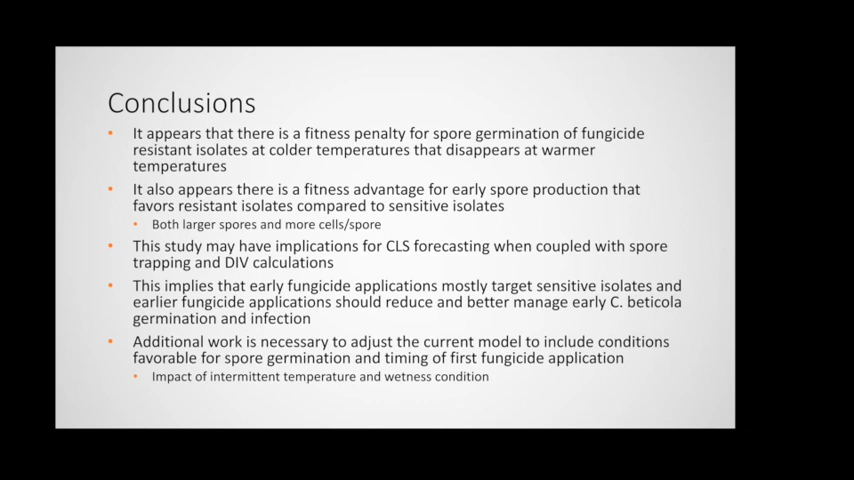 Conclusions
• It appears that there is a fitness penalty for spore germination of fungicide
resistant isolates at colder temperatures that disappears at warmer
temperatures
• It also appears there is a fitness advantage for early spore production that
favors resistant isolates compared to sensitive isolates
• Both larger spores and more cells/spore
• This study may have implications for CLS forecasting when coupled with spore
trapping and DIV calculations
• This implies that early fungicide applications mostly target sensitive isolates and
earlier fungicide applications should reduce and better manage early C. beticola
germination and infection
• Additional work is necessary to adjust the current model to include conditions
favorable for spore germination and timing of first fungicide application
• Impact of intermittent temperature and wetness condition